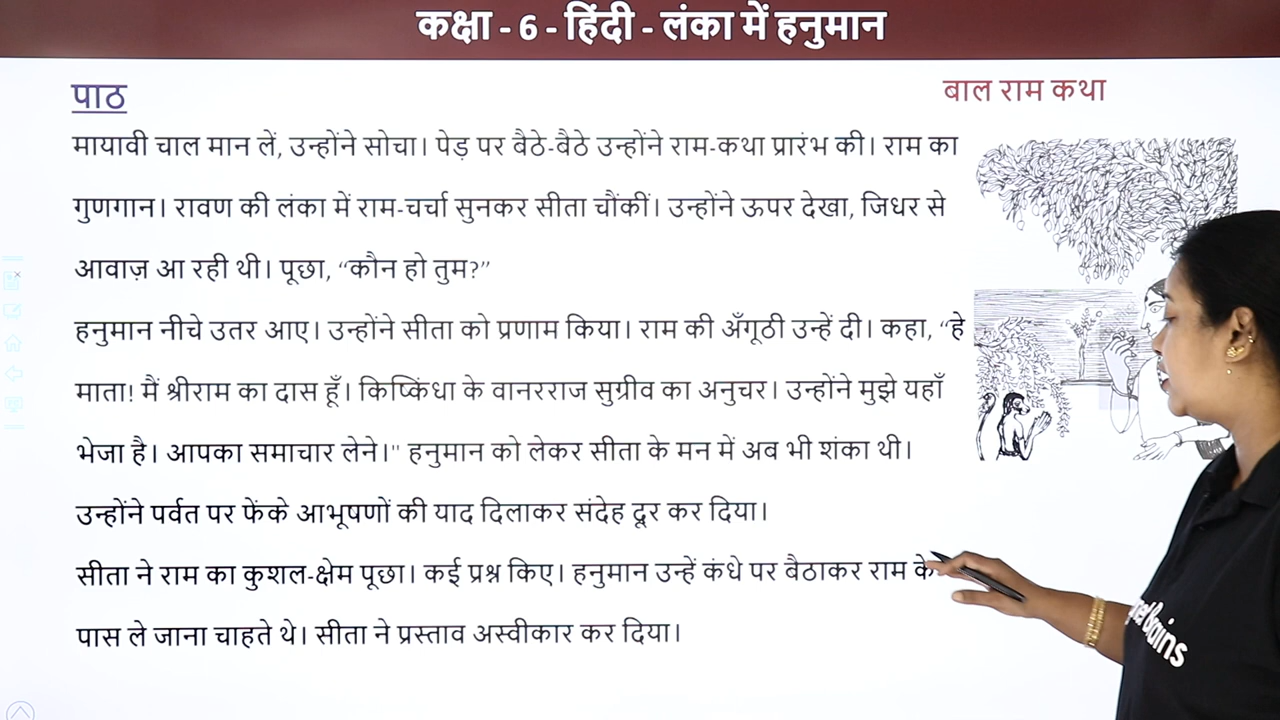 कक्षा - 6 - हिंदी - लंका में हनुमान
पाठ
बाल राम कथा
मायावी चाल मान लें, उन्होंने सोचा। पेड़ पर बैठे-बैठे उन्होंने राम-कथा प्रारंभ की। राम का
गुणगान। रावण की लंका में राम-चर्चा सुनकर सीता चौंकीं। उन्होंने ऊपर देखा, जिधर से
आवाज़ आ रही थी। पूछा, “कौन हो तुम?”
हनुमान नीचे उतर आए। उन्होंने सीता को प्रणाम किया। राम की अँगूठी उन्हें दी। कहा, “हे
माता! मैं श्रीराम का दास हूँ। किष्किंधा के वानरराज सुग्रीव का अनुचर। उन्होंने मुझे यहाँ
भेजा है। आपका समाचार लेने।" हनुमान को लेकर सीता के मन में अब भी शंका थी।
उन्होंने पर्वत पर फेंके आभूषणों की याद दिलाकर संदेह दूर कर दिया।
सीता ने राम का कुशल-क्षेम पूछा। कई प्रश्न किए। हनुमान उन्हें कंधे पर बैठाकर राम के
पास ले जाना चाहते थे। सीता ने प्रस्ताव अस्वीकार कर दिया।